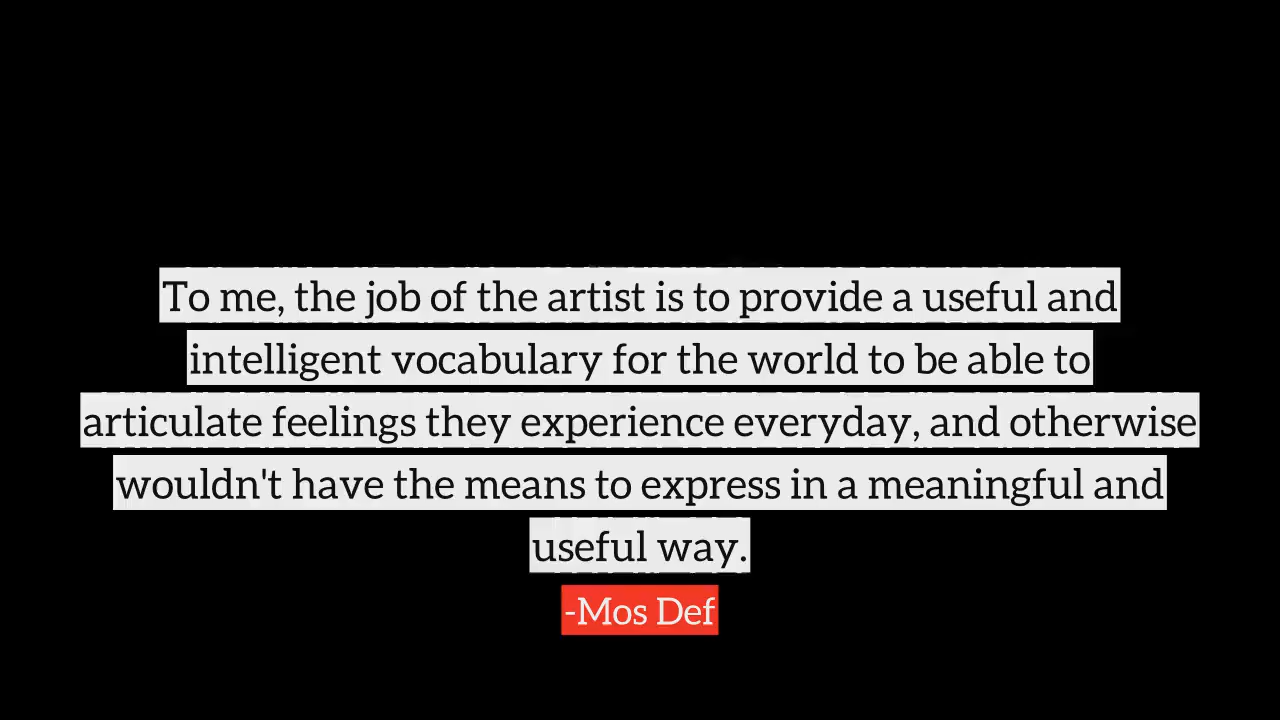 To me, the job of the artist is to provide a useful and
intelligent vocabulary for the world to be able to
articulate feelings they experience everyday, and otherwise
wouldn't have the means to express in a meaningful and
useful way.
-Mos Def